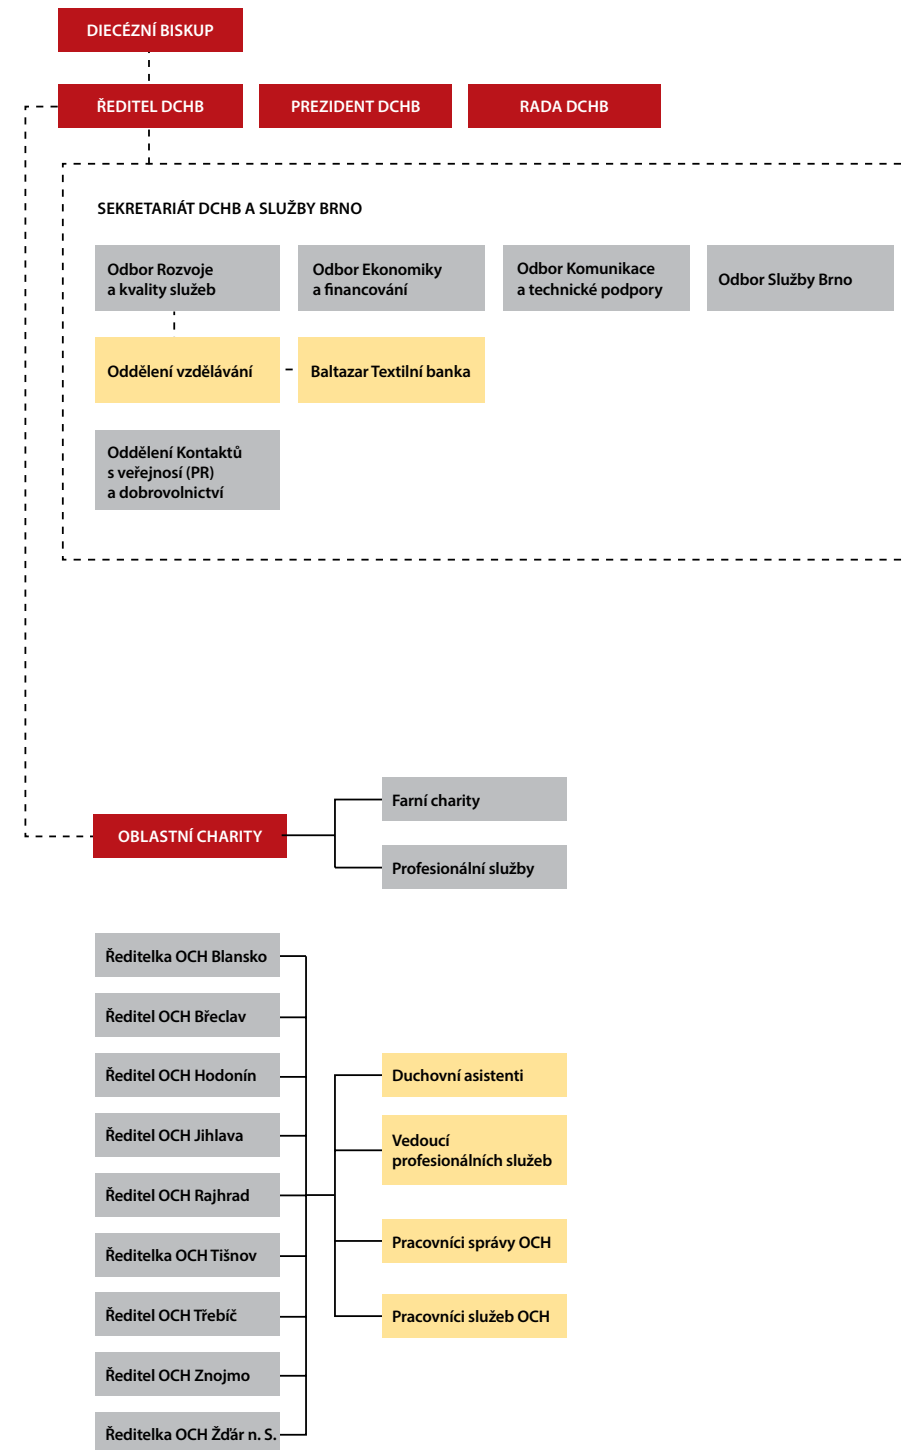 DIECÉZNÍ BISKUP
ŘEDITEL DCHB
PREZIDENT DCHB
RADA DCHB
SEKRETARIÁT DCHB A SLUŽBY BRNO
Odbor Rozvoje
a kvality služeb
Odbor Ekonomiky
a financování
Odbor Komunikace
a technické podpory
Odbor Služby Brno
Oddělení vzdělávání
Baltazar Textilní banka
Oddělení Kontaktů
s veřejnosí (PR)
a dobrovolnictví
Farní charity
OBLASTNÍ CHARITY
Profesionální služby
Ředitelka OCH Blansko
Ředitel OCH Břeclav
Ředitel OCH Hodonín
Ředitel OCH Jihlava
Ředitel OCH Rajhrad
Ředitelka OCH Tišnov
Ředitel OCH Třebíč
Ředitel OCH Znojmo
Ředitelka OCH Žďár n. S.
Duchovní asistenti
Vedoucí
profesionálních služeb
Pracovníci správy OCH
Pracovníci služeb OCH